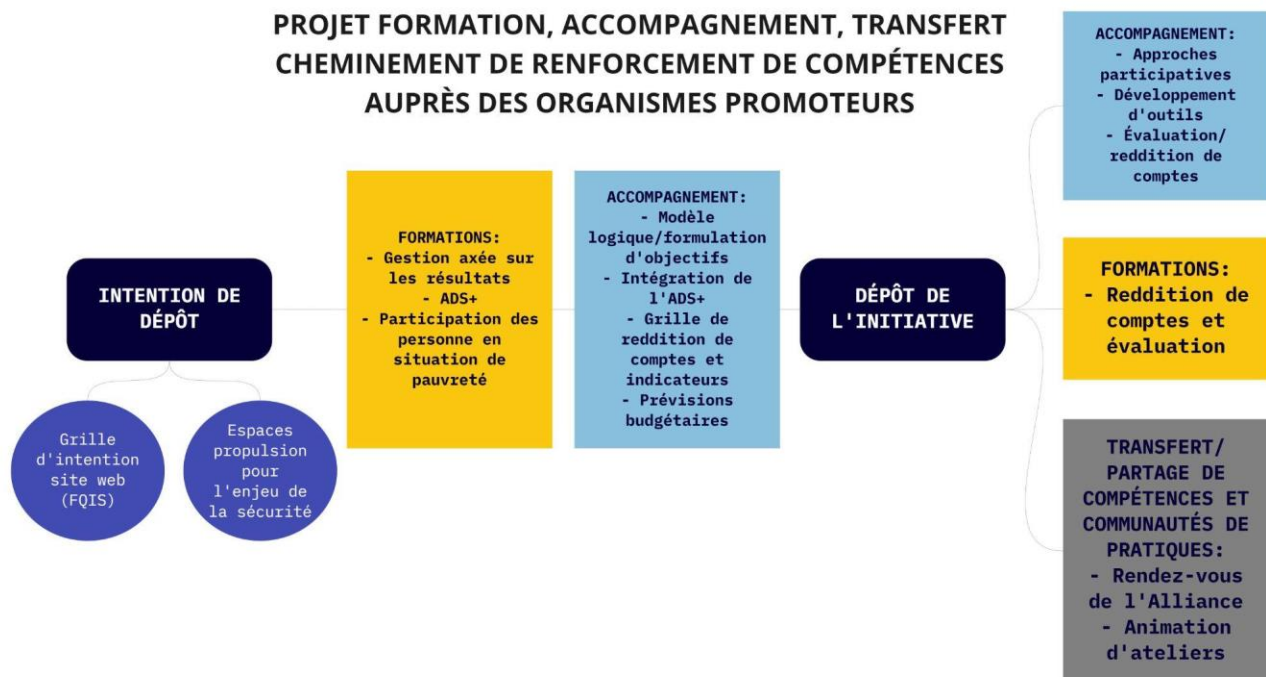 PROJET FORMATION, ACCOMPAGNEMENT, TRANSFERT
CHEMINEMENT DE RENFORCEMENT DE COMPÉTENCES
AUPRÈS DES ORGANISMES PROMOTEURS
INTENTION DE
DÉPÔT
Grille
d'intention
site web
(FQIS)
Espaces
propulsion
pour
l'enjeu de
la sécurité
FORMATIONS:
- Gestion axée sur
les résultats
- ADS+
- Participation des
personne en
situation de
pauvreté
ACCOMPAGNEMENT:
- Modèle
logique/formulation
d'objectifs
- Intégration de
l'ADS+
- Grille de
reddition de
comptes et
indicateurs
- Prévisions
budgétaires
DÉPÔT DE
L'INITIATIVE
ACCOMPAGNEMENT:
- Approches
participatives
- Développement
d'outils
- Évaluation/
reddition de
comptes
FORMATIONS:
- Reddition de
comptes et
évaluation
TRANSFERT/
PARTAGE DE
COMPÉTENCES ET
COMMUNAUTÉS DE
PRATIQUES:
- Rendez-vous
de l'Alliance
- Animation
d'ateliers